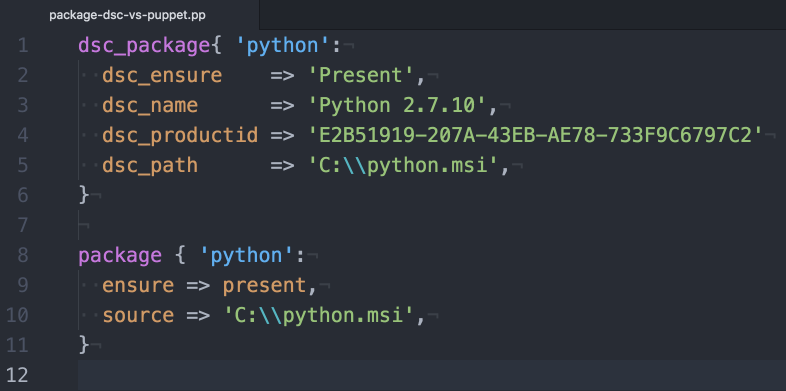 package-dsc-vs-puppet.pp
1 dsc_package{ 'python':¬
2 ··dsc_ensure    => 'Present',¬
3 ··dsc_name      => 'Python 2.7.10',¬
4 ··dsc_productid => 'E2B51919-207A-43EB-AE78-733F9C6797C2'¬
5 ··dsc_path      => 'C:\\python.msi',¬
6 }¬
7 ¬
8 package { 'python':¬
9 ··ensure => present,¬
10 ··source => 'C:\\python.msi',¬
11 }¬
12